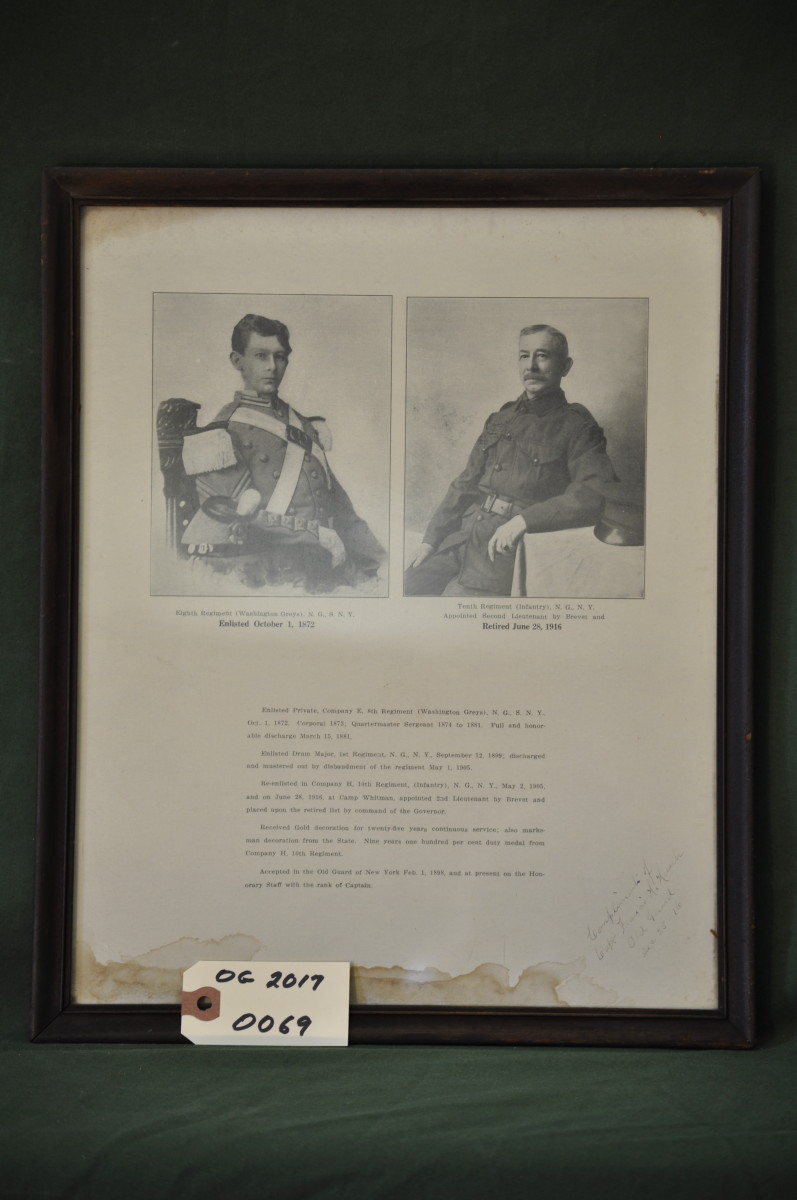 Eighth Regiment (Washington Greys), N. G., S. N. Y.
Enlisted October 1, 1872
Tenth Regiment (Infantry), N. G., N. Y.
Appointed Second Lieutenant by Brevet and
Retired June 28, 1916
Enlisted Private, Company E, 8th Regiment (Washington Greys), N. G., S. N. Y.,
Oct. 1, 1872. Corporal 1873; Quartermaster Sergeant 1874 to 1881. Full and honor-
able discharge March 15, 1881.
Enlisted Drum Major, 1st Regiment, N. G., N. Y., September 12, 1898; discharged
and mustered out by disbandment of the regiment May 1, 1905.
Re-enlisted in Company H, 10th Regiment, (Infantry), N. G., N. Y., May 2, 1905,
and on June 28, 1916, at Camp Whitman, appointed 2nd Lieutenant by Brevet and
placed upon the retired list by command of the Governor.
Received Gold decoration for twenty-five years, continuous service; also marks-
man decoration from the State. Nine years one hundred per cent duty medal from
Company H, 10th Regiment.
Accepted in the Old Guard of New York Feb. 1, 1898, and at present on the Hon-
orary Staff with the rank of Captain.
Compliments of
Old Guard
OG 2017
0069